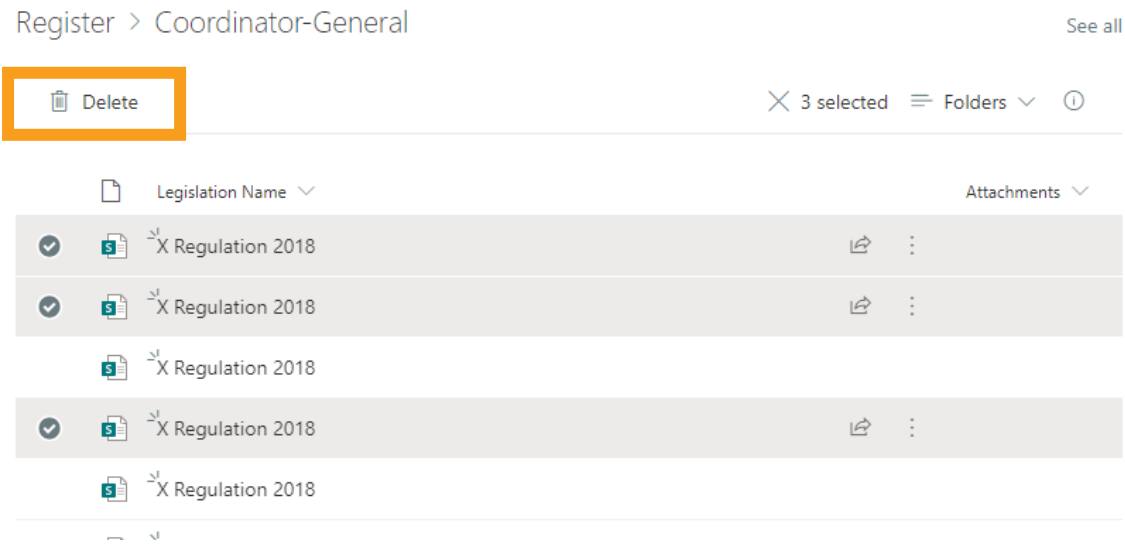 Register > Coordinator-General
See all
Delete
3 selected
Folders
Legislation Name
Attachments
X Regulation 2018
X Regulation 2018
X Regulation 2018
X Regulation 2018
X Regulation 2018